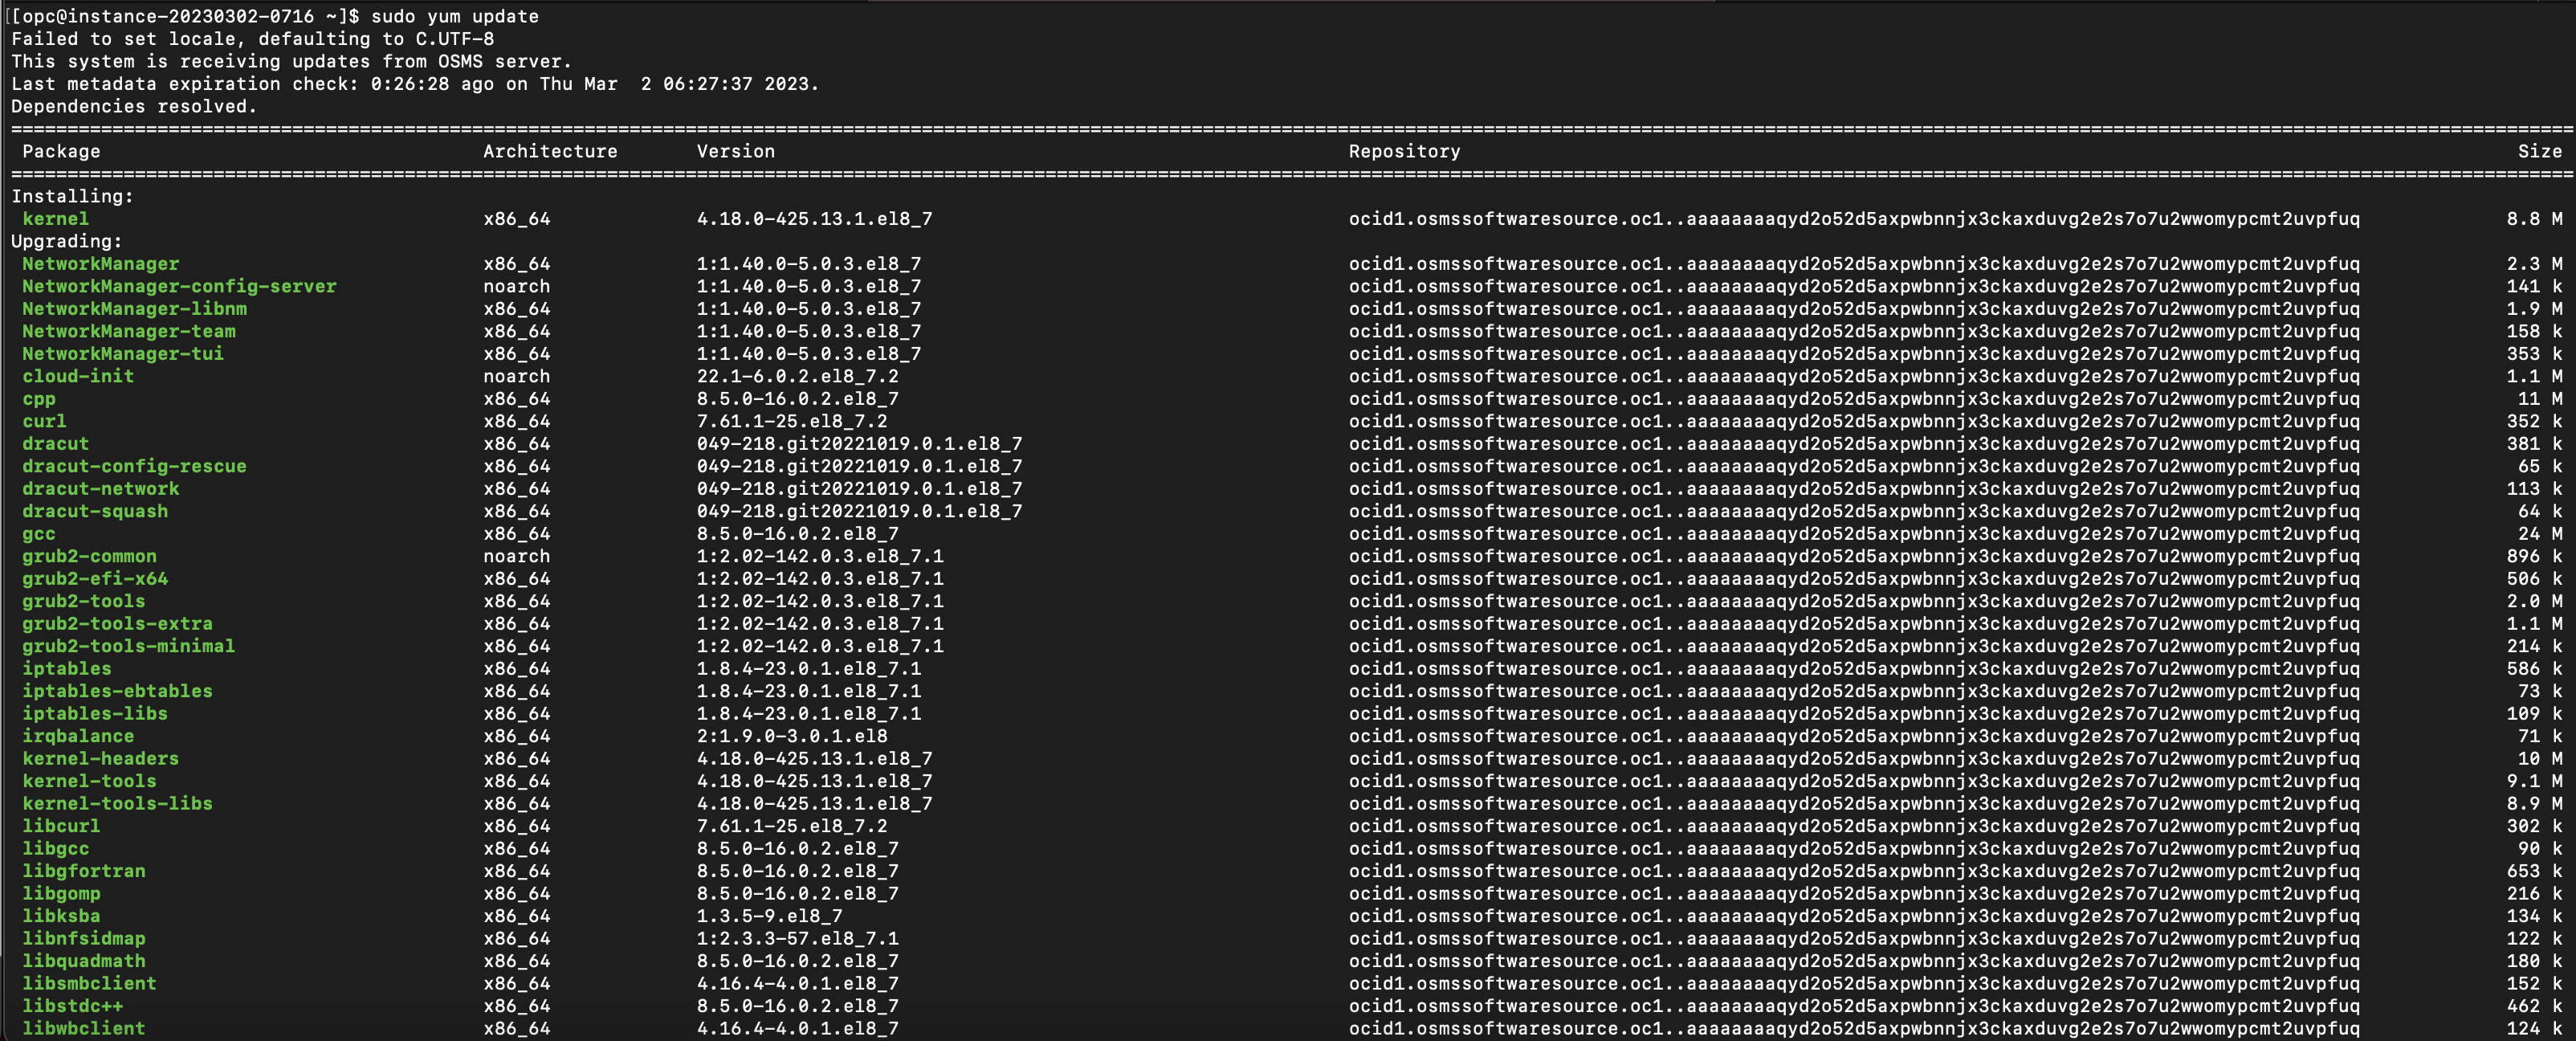 [[opc@instance-20230302-0716 ~]$ sudo yum update
Failed to set locale, defaulting to C.UTF-8
This system is receiving updates from OSMS server.
Last metadata expiration check: 0:26:28 ago on Thu Mar  2 06:27:37 2023.
Dependencies resolved.
Package Architecture Version Repository Size
Installing:
kernel x86_64 4.18.0-425.13.1.el8_7 ocid1.osmssoftwaresource.oc1..aaaaaaaaqyd2o52d5axpwbnnjx3ckaxduvg2e2s7o7u2wwomypcmt2uvpfuq 8.8 M
Upgrading:
NetworkManager x86_64 1:1.40.0-5.0.3.el8_7 ocid1.osmssoftwaresource.oc1..aaaaaaaaqyd2o52d5axpwbnnjx3ckaxduvg2e2s7o7u2wwomypcmt2uvpfuq 2.3 M
NetworkManager-config-server noarch 1:1.40.0-5.0.3.el8_7 ocid1.osmssoftwaresource.oc1..aaaaaaaaqyd2o52d5axpwbnnjx3ckaxduvg2e2s7o7u2wwomypcmt2uvpfuq 141 k
NetworkManager-libnm x86_64 1:1.40.0-5.0.3.el8_7 ocid1.osmssoftwaresource.oc1..aaaaaaaaqyd2o52d5axpwbnnjx3ckaxduvg2e2s7o7u2wwomypcmt2uvpfuq 1.9 M
NetworkManager-team x86_64 1:1.40.0-5.0.3.el8_7 ocid1.osmssoftwaresource.oc1..aaaaaaaaqyd2o52d5axpwbnnjx3ckaxduvg2e2s7o7u2wwomypcmt2uvpfuq 158 k
NetworkManager-tui x86_64 1:1.40.0-5.0.3.el8_7 ocid1.osmssoftwaresource.oc1..aaaaaaaaqyd2o52d5axpwbnnjx3ckaxduvg2e2s7o7u2wwomypcmt2uvpfuq 353 k
cloud-init noarch 22.1-6.0.2.el8_7.2 ocid1.osmssoftwaresource.oc1..aaaaaaaaqyd2o52d5axpwbnnjx3ckaxduvg2e2s7o7u2wwomypcmt2uvpfuq 1.1 M
cpp x86_64 8.5.0-16.0.2.el8_7 ocid1.osmssoftwaresource.oc1..aaaaaaaaqyd2o52d5axpwbnnjx3ckaxduvg2e2s7o7u2wwomypcmt2uvpfuq 11 M
curl x86_64 7.61.1-25.el8_7.2 ocid1.osmssoftwaresource.oc1..aaaaaaaaqyd2o52d5axpwbnnjx3ckaxduvg2e2s7o7u2wwomypcmt2uvpfuq 352 k
dracut x86_64 049-218.git20221019.0.1.el8_7 ocid1.osmssoftwaresource.oc1..aaaaaaaaqyd2o52d5axpwbnnjx3ckaxduvg2e2s7o7u2wwomypcmt2uvpfuq 381 k
dracut-config-rescue x86_64 049-218.git20221019.0.1.el8_7 ocid1.osmssoftwaresource.oc1..aaaaaaaaqyd2o52d5axpwbnnjx3ckaxduvg2e2s7o7u2wwomypcmt2uvpfuq 65 k
dracut-network x86_64 049-218.git20221019.0.1.el8_7 ocid1.osmssoftwaresource.oc1..aaaaaaaaqyd2o52d5axpwbnnjx3ckaxduvg2e2s7o7u2wwomypcmt2uvpfuq 113 k
dracut-squash x86_64 049-218.git20221019.0.1.el8_7 ocid1.osmssoftwaresource.oc1..aaaaaaaaqyd2o52d5axpwbnnjx3ckaxduvg2e2s7o7u2wwomypcmt2uvpfuq 64 k
gcc x86_64 8.5.0-16.0.2.el8_7 ocid1.osmssoftwaresource.oc1..aaaaaaaaqyd2o52d5axpwbnnjx3ckaxduvg2e2s7o7u2wwomypcmt2uvpfuq 24 M
grub2-common noarch 1:2.02-142.0.3.el8_7.1 ocid1.osmssoftwaresource.oc1..aaaaaaaaqyd2o52d5axpwbnnjx3ckaxduvg2e2s7o7u2wwomypcmt2uvpfuq 896 k
grub2-efi-x64 x86_64 1:2.02-142.0.3.el8_7.1 ocid1.osmssoftwaresource.oc1..aaaaaaaaqyd2o52d5axpwbnnjx3ckaxduvg2e2s7o7u2wwomypcmt2uvpfuq 506 k
grub2-tools x86_64 1:2.02-142.0.3.el8_7.1 ocid1.osmssoftwaresource.oc1..aaaaaaaaqyd2o52d5axpwbnnjx3ckaxduvg2e2s7o7u2wwomypcmt2uvpfuq 2.0 M
grub2-tools-extra x86_64 1:2.02-142.0.3.el8_7.1 ocid1.osmssoftwaresource.oc1..aaaaaaaaqyd2o52d5axpwbnnjx3ckaxduvg2e2s7o7u2wwomypcmt2uvpfuq 1.1 M
grub2-tools-minimal x86_64 1:2.02-142.0.3.el8_7.1 ocid1.osmssoftwaresource.oc1..aaaaaaaaqyd2o52d5axpwbnnjx3ckaxduvg2e2s7o7u2wwomypcmt2uvpfuq 214 k
iptables x86_64 1.8.4-23.0.1.el8_7.1 ocid1.osmssoftwaresource.oc1..aaaaaaaaqyd2o52d5axpwbnnjx3ckaxduvg2e2s7o7u2wwomypcmt2uvpfuq 586 k
iptables-ebtables x86_64 1.8.4-23.0.1.el8_7.1 ocid1.osmssoftwaresource.oc1..aaaaaaaaqyd2o52d5axpwbnnjx3ckaxduvg2e2s7o7u2wwomypcmt2uvpfuq 73 k
iptables-libs x86_64 1.8.4-23.0.1.el8_7.1 ocid1.osmssoftwaresource.oc1..aaaaaaaaqyd2o52d5axpwbnnjx3ckaxduvg2e2s7o7u2wwomypcmt2uvpfuq 109 k
irqbalance x86_64 2:1.9.0-3.0.1.el8 ocid1.osmssoftwaresource.oc1..aaaaaaaaqyd2o52d5axpwbnnjx3ckaxduvg2e2s7o7u2wwomypcmt2uvpfuq 71 k
kernel-headers x86_64 4.18.0-425.13.1.el8_7 ocid1.osmssoftwaresource.oc1..aaaaaaaaqyd2o52d5axpwbnnjx3ckaxduvg2e2s7o7u2wwomypcmt2uvpfuq 10 M
kernel-tools x86_64 4.18.0-425.13.1.el8_7 ocid1.osmssoftwaresource.oc1..aaaaaaaaqyd2o52d5axpwbnnjx3ckaxduvg2e2s7o7u2wwomypcmt2uvpfuq 9.1 M
kernel-tools-libs x86_64 4.18.0-425.13.1.el8_7 ocid1.osmssoftwaresource.oc1..aaaaaaaaqyd2o52d5axpwbnnjx3ckaxduvg2e2s7o7u2wwomypcmt2uvpfuq 8.9 M
libcurl x86_64 7.61.1-25.el8_7.2 ocid1.osmssoftwaresource.oc1..aaaaaaaaqyd2o52d5axpwbnnjx3ckaxduvg2e2s7o7u2wwomypcmt2uvpfuq 302 k
libgcc x86_64 8.5.0-16.0.2.el8_7 ocid1.osmssoftwaresource.oc1..aaaaaaaaqyd2o52d5axpwbnnjx3ckaxduvg2e2s7o7u2wwomypcmt2uvpfuq 90 k
libgfortran x86_64 8.5.0-16.0.2.el8_7 ocid1.osmssoftwaresource.oc1..aaaaaaaaqyd2o52d5axpwbnnjx3ckaxduvg2e2s7o7u2wwomypcmt2uvpfuq 653 k
libgomp x86_64 8.5.0-16.0.2.el8_7 ocid1.osmssoftwaresource.oc1..aaaaaaaaqyd2o52d5axpwbnnjx3ckaxduvg2e2s7o7u2wwomypcmt2uvpfuq 216 k
libksba x86_64 1.3.5-9.el8_7 ocid1.osmssoftwaresource.oc1..aaaaaaaaqyd2o52d5axpwbnnjx3ckaxduvg2e2s7o7u2wwomypcmt2uvpfuq 134 k
libnfsidmap x86_64 1:2.3.3-57.el8_7.1 ocid1.osmssoftwaresource.oc1..aaaaaaaaqyd2o52d5axpwbnnjx3ckaxduvg2e2s7o7u2wwomypcmt2uvpfuq 122 k
libquadmath x86_64 8.5.0-16.0.2.el8_7 ocid1.osmssoftwaresource.oc1..aaaaaaaaqyd2o52d5axpwbnnjx3ckaxduvg2e2s7o7u2wwomypcmt2uvpfuq 180 k
libsmbclient x86_64 4.16.4-4.0.1.el8_7 ocid1.osmssoftwaresource.oc1..aaaaaaaaqyd2o52d5axpwbnnjx3ckaxduvg2e2s7o7u2wwomypcmt2uvpfuq 152 k
libstdc++ x86_64 8.5.0-16.0.2.el8_7 ocid1.osmssoftwaresource.oc1..aaaaaaaaqyd2o52d5axpwbnnjx3ckaxduvg2e2s7o7u2wwomypcmt2uvpfuq 462 k
libwbclient x86_64 4.16.4-4.0.1.el8_7 ocid1.osmssoftwaresource.oc1..aaaaaaaaqyd2o52d5axpwbnnjx3ckaxduvg2e2s7o7u2wwomypcmt2uvpfuq 124 k